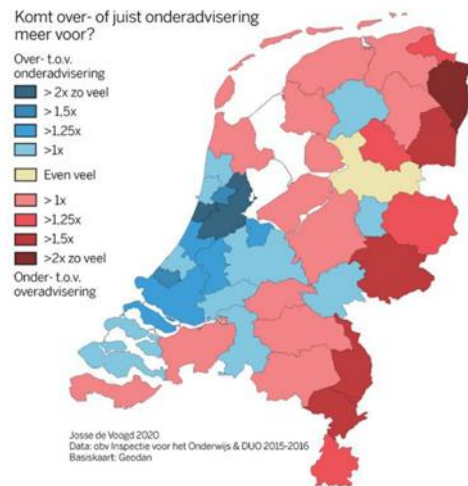 Komt over- of juist onderadvisering
meer voor?
Over- t.o.v.
onderadvisering
> 2x zo veel
> 1,5x
>1,25x
>1x
Even veel
> 1x
>1,25x
>1,5x
>2x zo veel
Onder- t.o.v.
overadvisering
Josse de Voogd 2020
Data: obv Inspectie voor het Onderwijs & DUO 2015-2016
Basiskaart: Geodan